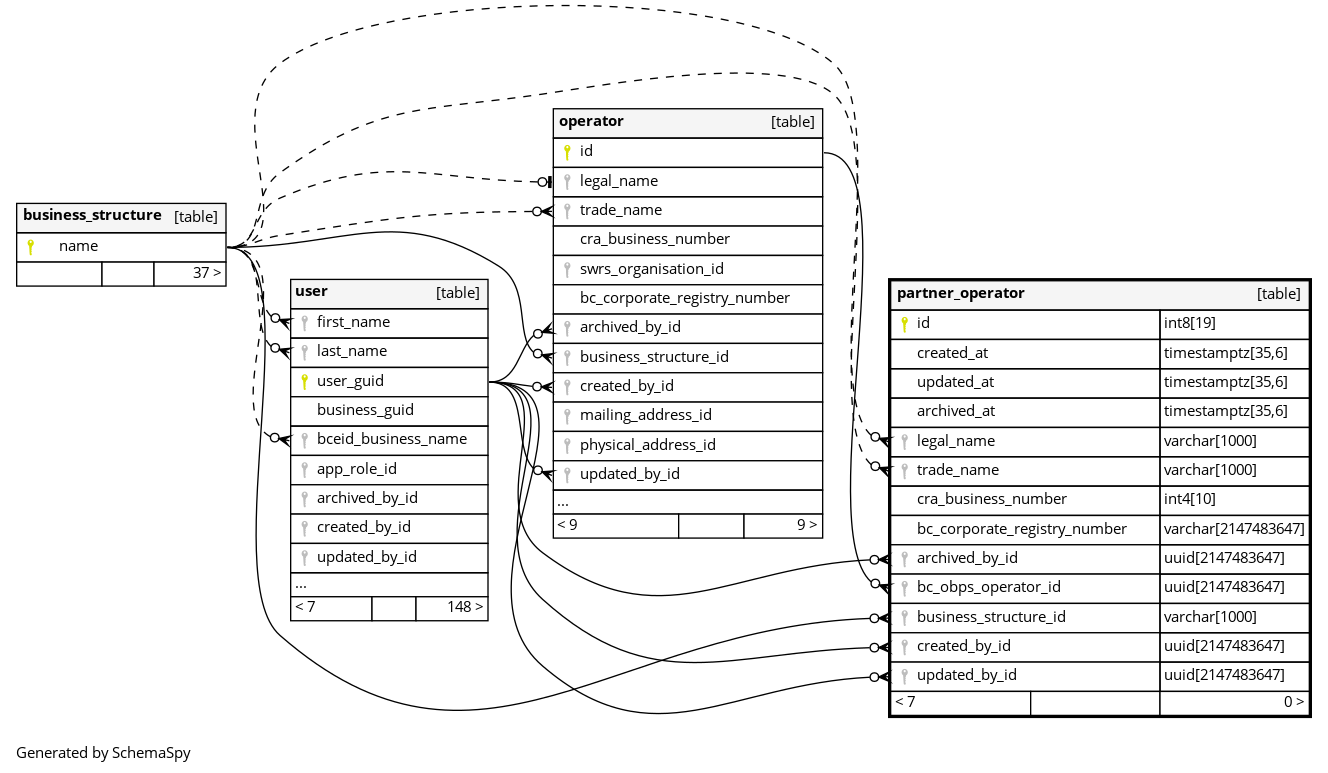 business_structure [table]
name
37 >
user [table]
first_name
last_name
user_guid
business_guid
bceid_business_name
app_role_id
archived_by_id
created_by_id
updated_by_id
...
< 7 148 >
operator [table]
id
legal_name
trade_name
cra_business_number
swrs_organisation_id
bc_corporate_registry_number
archived_by_id
business_structure_id
created_by_id
mailing_address_id
physical_address_id
updated_by_id
...
< 9 9 >
partner_operator [table]
id int8[19]
created_at timestamptz[35,6]
updated_at timestamptz[35,6]
archived_at timestamptz[35,6]
legal_name varchar[1000]
trade_name varchar[1000]
cra_business_number int4[10]
bc_corporate_registry_number varchar[2147483647]
archived_by_id uuid[2147483647]
bc_obps_operator_id uuid[2147483647]
business_structure_id varchar[1000]
created_by_id uuid[2147483647]
updated_by_id uuid[2147483647]
< 7 0 >
Generated by SchemaSpy